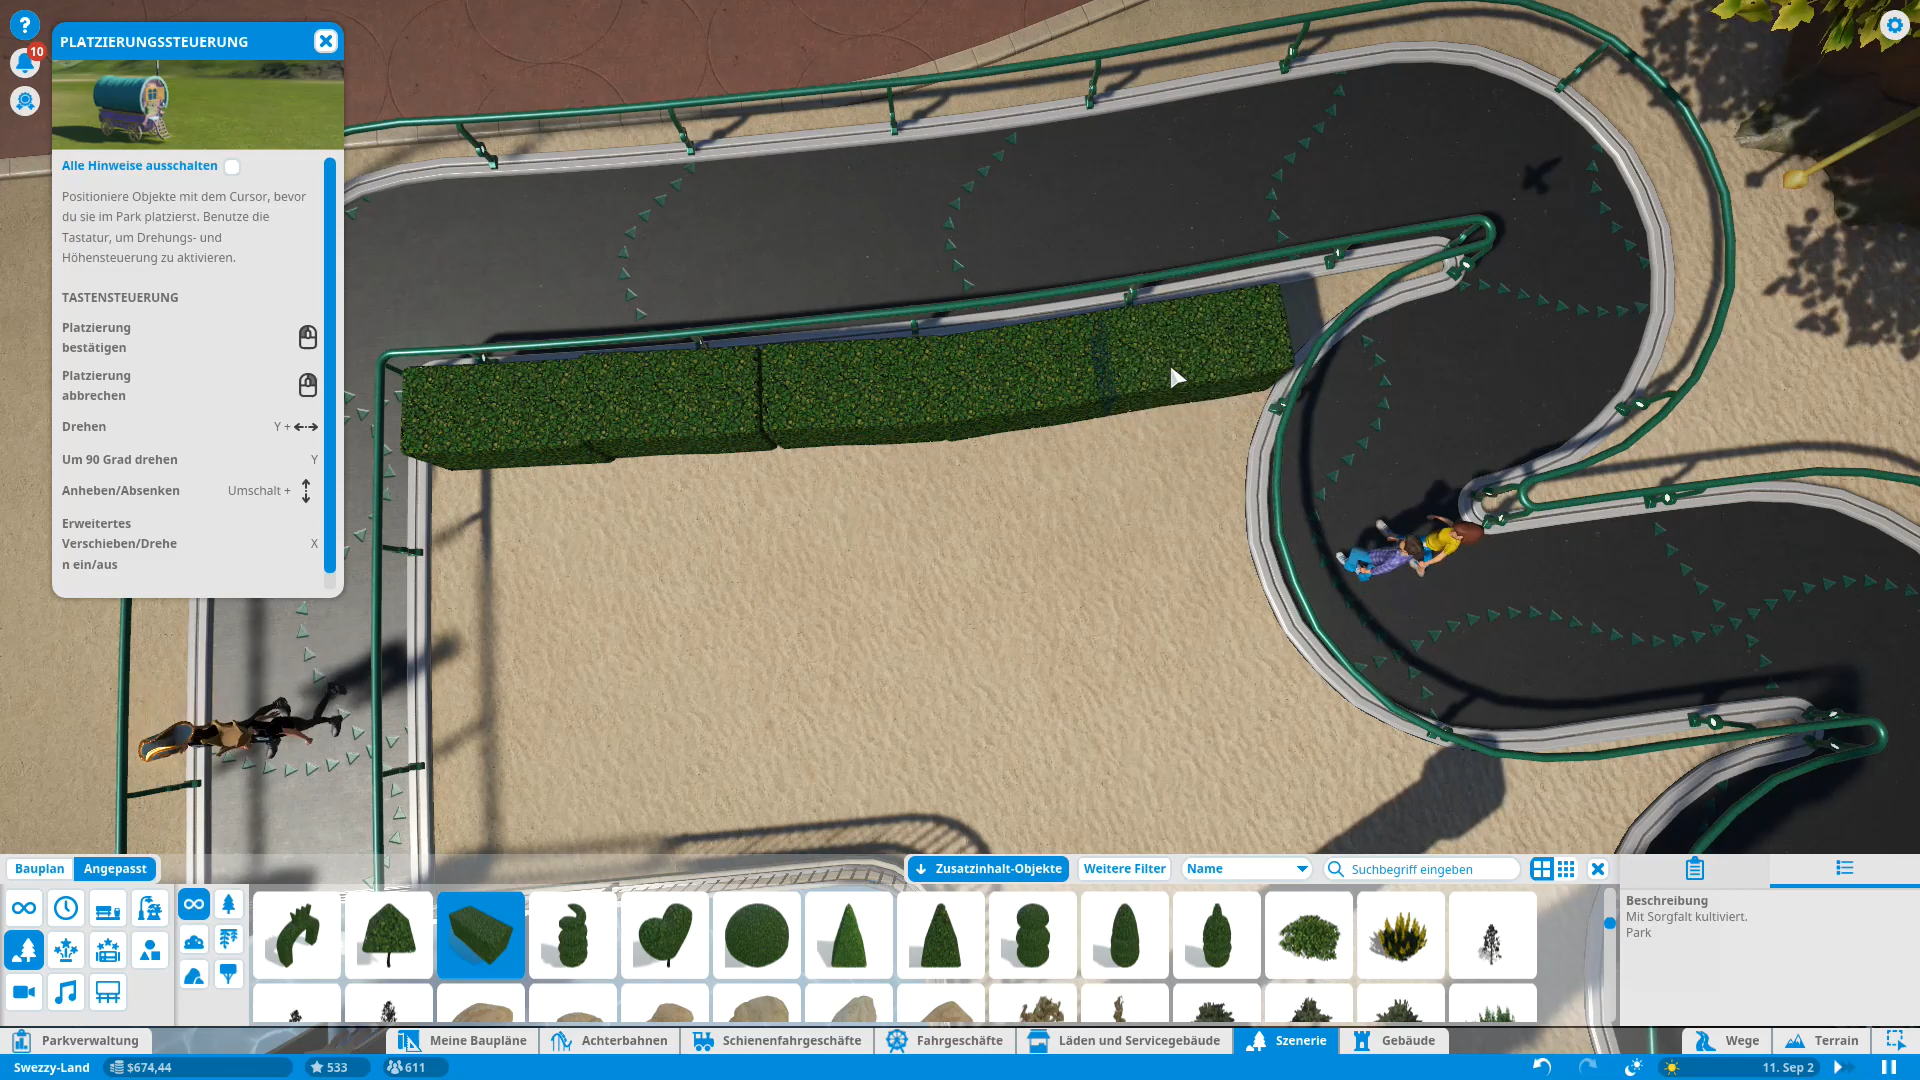 ?
10
PLATZIERUNGSSTEUERUNG
Alle Hinweise ausschalten
Positioniere Objekte mit dem Cursor, bevor
du sie im Park platzierst. Benutze die
Tastatur, um Drehungs- und
Höhensteuerung zu aktivieren.
TASTENSTEUERUNG
Platzierung
bestätigen
Platzierung
abbrechen
Drehen Y +
Um 90 Grad drehen Y
Anheben/Absenken Umschalt +
Erweitertes
Verschieben/Drehe X
n ein/aus
Bauplan Angepasst
Zusatzinhalt-Objekte Weitere Filter Name Suchbegriff eingeben
Beschreibung
Mit Sorgfalt kultiviert.
Park
Parkverwaltung Meine Baupläne Achterbahnen Schienenfahrgeschäfte Fahrgeschäfte Läden und Servicegebäude Szenerie Gebäude Wege Terrain
Swezzy-Land $674,44 533 611 11. Sep 2